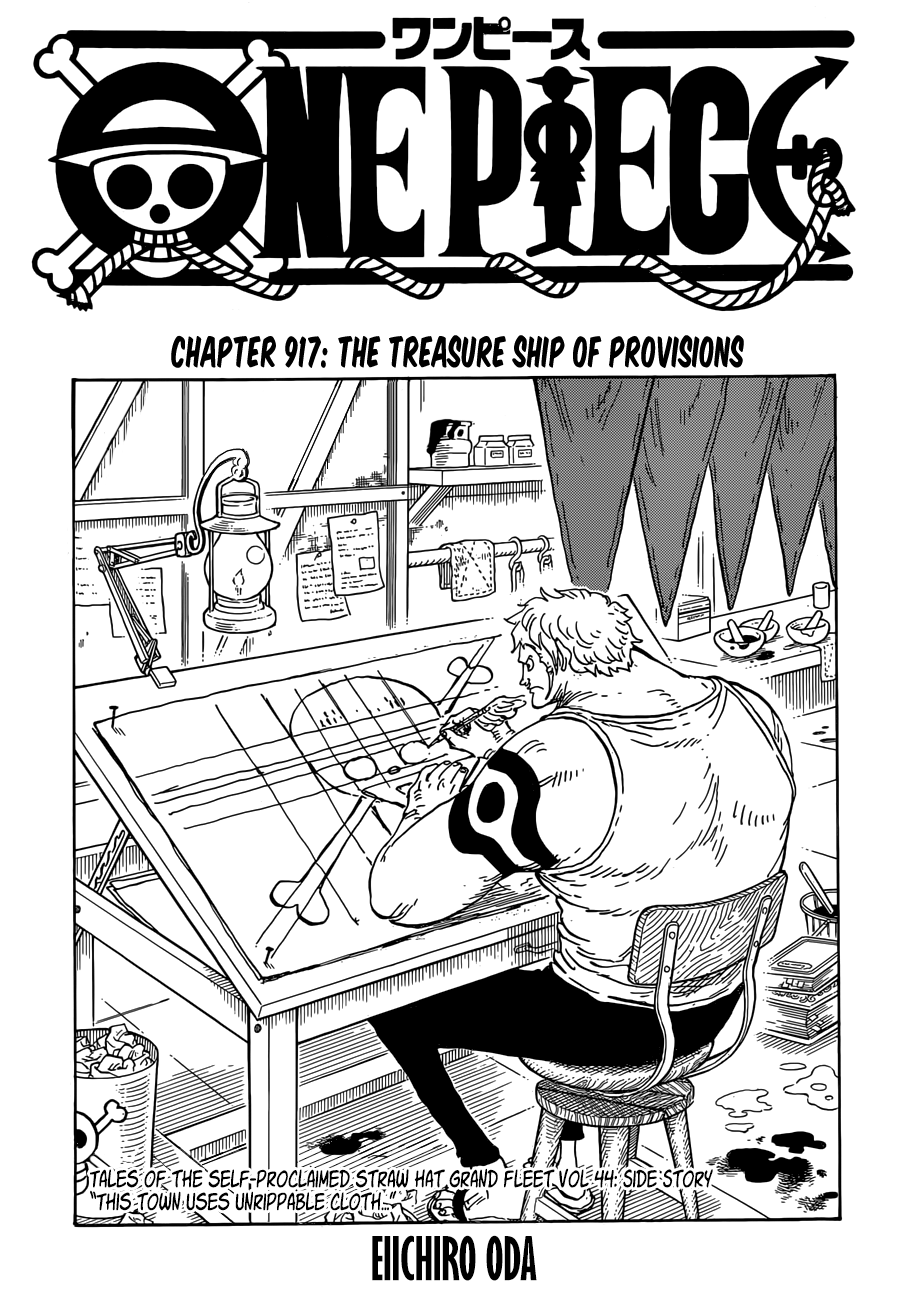 ワンピース
ONE PIECE
CHAPTER 917: THE TREASURE SHIP OF PROVISIONS
TALES OF THE SELF-PROCLAIMED STRAW HAT GRAND FLEET VOL 44: SIDE STORY
"THIS TOWN USES UNRIPPABLE CLOTH..."
EIICHIRO ODA